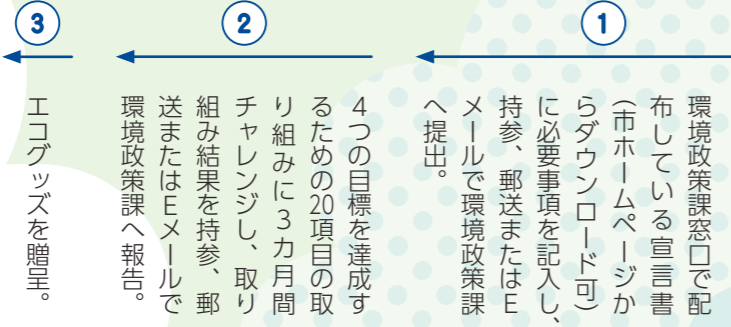 ①
環境政策課窓口で配
布している宣言書
(市ホームページか
らダウンロード可)
に必要事項を記入し、
持参、郵送またはE
メールで環境政策課
へ提出。
②
4つの目標を達成す
るための20項目の取
り組みに3カ月間
チャレンジし、取り
組み結果を持参、郵
送またはEメールで
環境政策課へ報告。
③
エコグッズを贈呈。